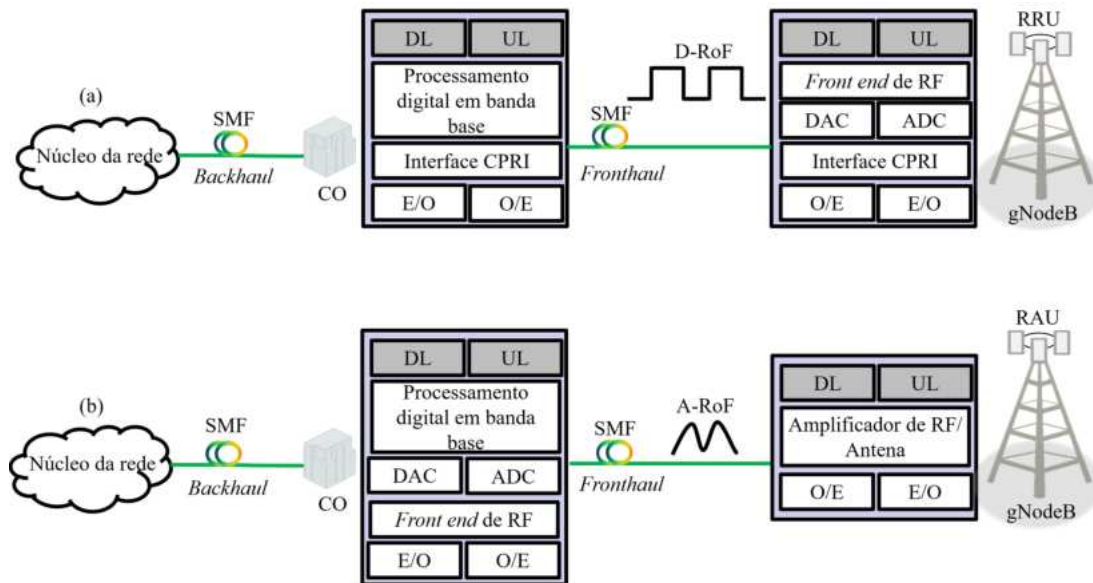 RRU
DL UL
DL UL
D-RoF
Processamento
digital em banda
base
Front end de RF
(a)
SMF
SMF
DAC ADC
Núcleo da rede
Interface CPRI
Interface CPRI
Backhaul
CO
Fronthaul
E/O O/E
O/E E/O
gNodeB
RAU
DL UL
DL UL
(b)
Processamento
digital em banda
base
A-RoF
SMF
SMF
Amplificador de RF/
Antena
Núcleo da rede
DAC ADC
Backhaul
CO
Fronthaul
O/E E/O
Front end de RF
gNodeB
E/O O/E